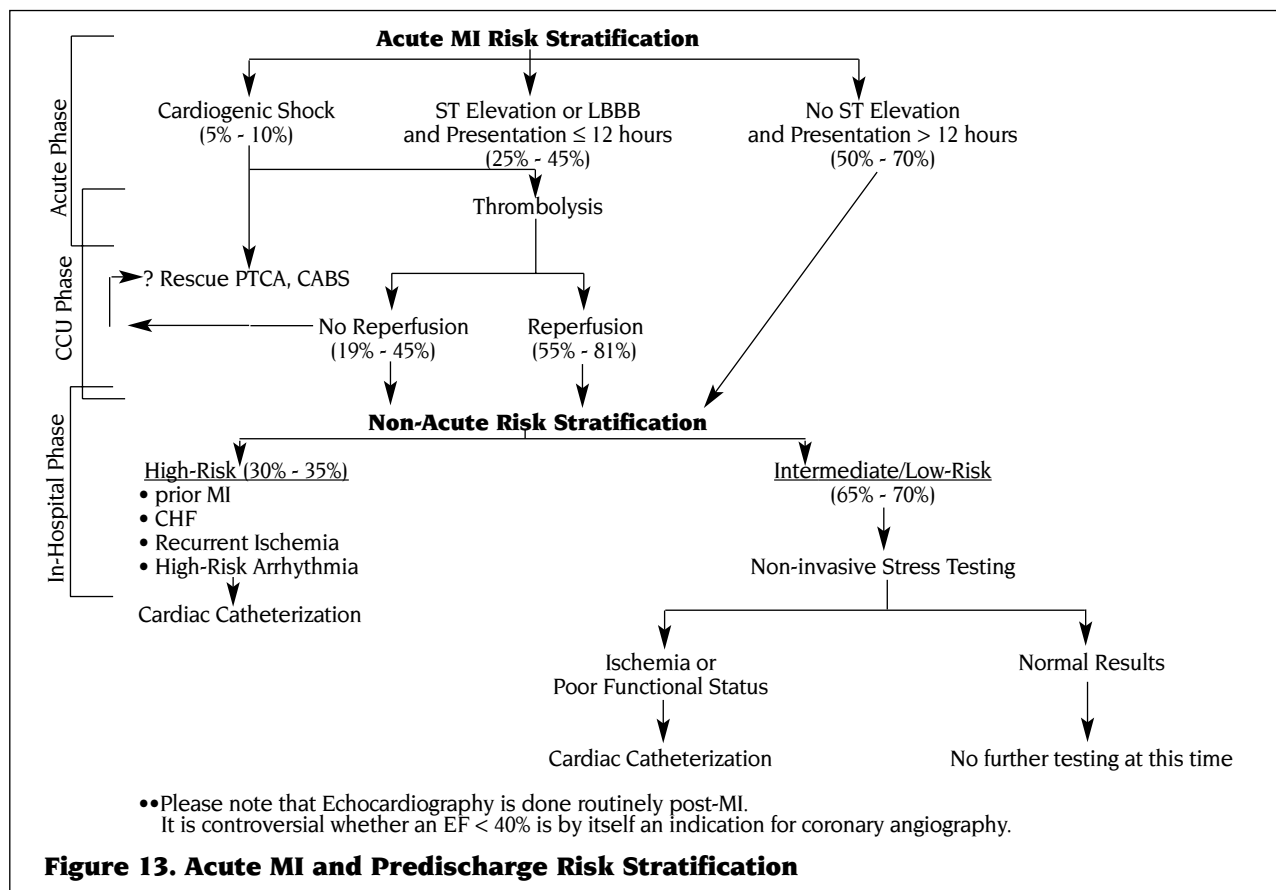 Acute MI Risk Stratification
Cardiogenic Shock
(5% - 10%)
ST Elevation or LBBB
and Presentation ≤ 12 hours
(25% - 45%)
No ST Elevation
and Presentation > 12 hours
(50% - 70%)
Acute Phase
Thrombolysis
CCU Phase
? Rescue PTCA, CABS
No Reperfusion
(19% - 45%)
Reperfusion
(55% - 81%)
Non-Acute Risk Stratification
In-Hospital Phase
High-Risk (30% - 35%)
• prior MI
• CHF
• Recurrent Ischemia
• High-Risk Arrhythmia
Cardiac Catheterization
Intermediate/Low-Risk
(65% - 70%)
Non-invasive Stress Testing
Ischemia or
Poor Functional Status
Normal Results
Cardiac Catheterization
No further testing at this time
••Please note that Echocardiography is done routinely post-MI.
It is controversial whether an EF < 40% is by itself an indication for coronary angiography.
Figure 13. Acute MI and Predischarge Risk Stratification